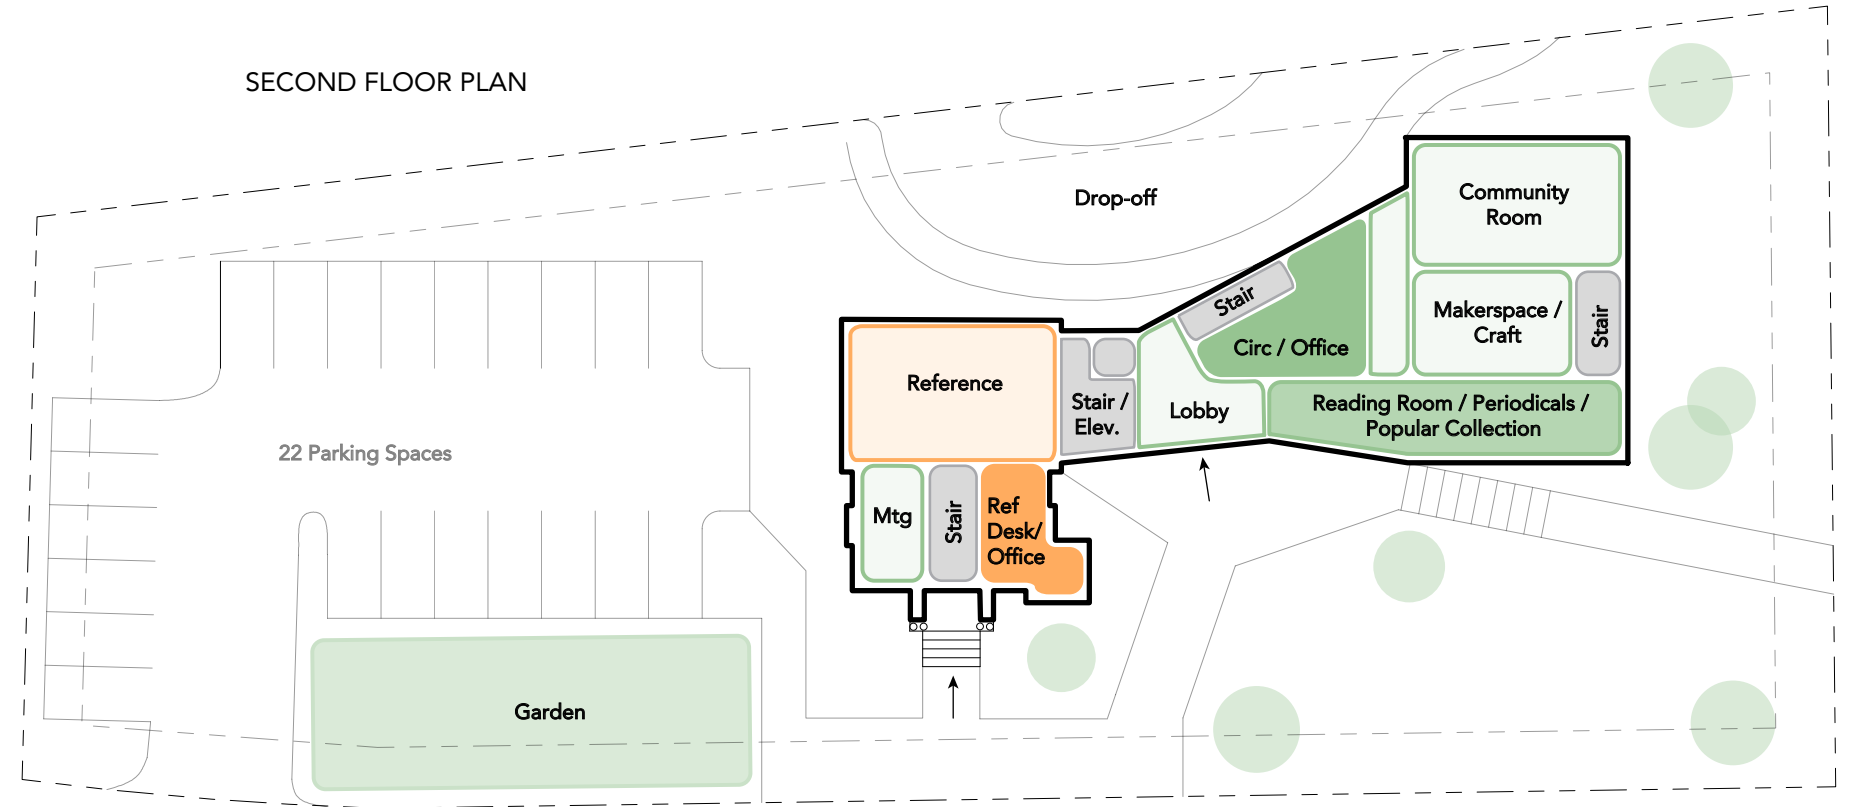 SECOND FLOOR PLAN
Drop-off
Community
Room
Stair
Makerspace /
Craft
Stair
Circ / Office
Reference
Stair /
Elev.
Lobby
Reading Room / Periodicals /
Popular Collection
22 Parking Spaces
Mtg
Stair
Ref
Desk/
Office
Garden